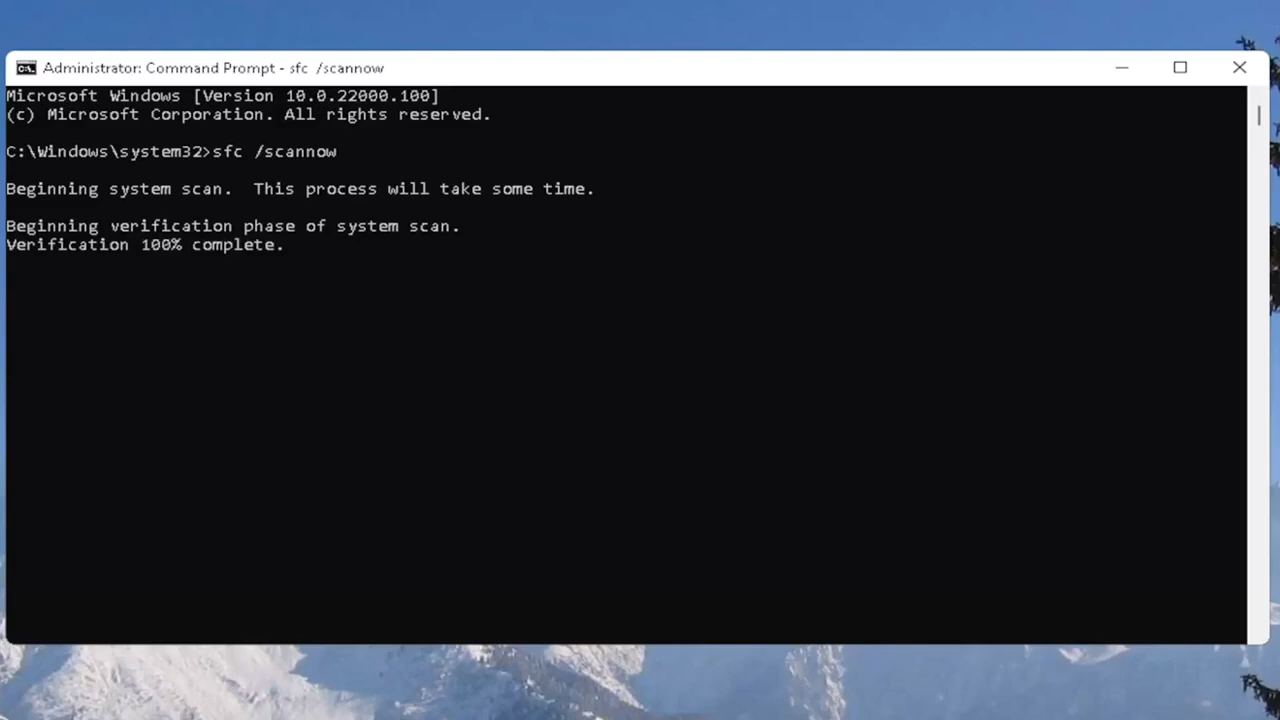 Administrator: Command Prompt - sfc  /scannow
Microsoft Windows [Version 10.0.22000.100]
(c) Microsoft Corporation. All rights reserved.
C:\Windows\system32>sfc /scannow
Beginning system scan.  This process will take some time.
Beginning verification phase of system scan.
Verification 100% complete.